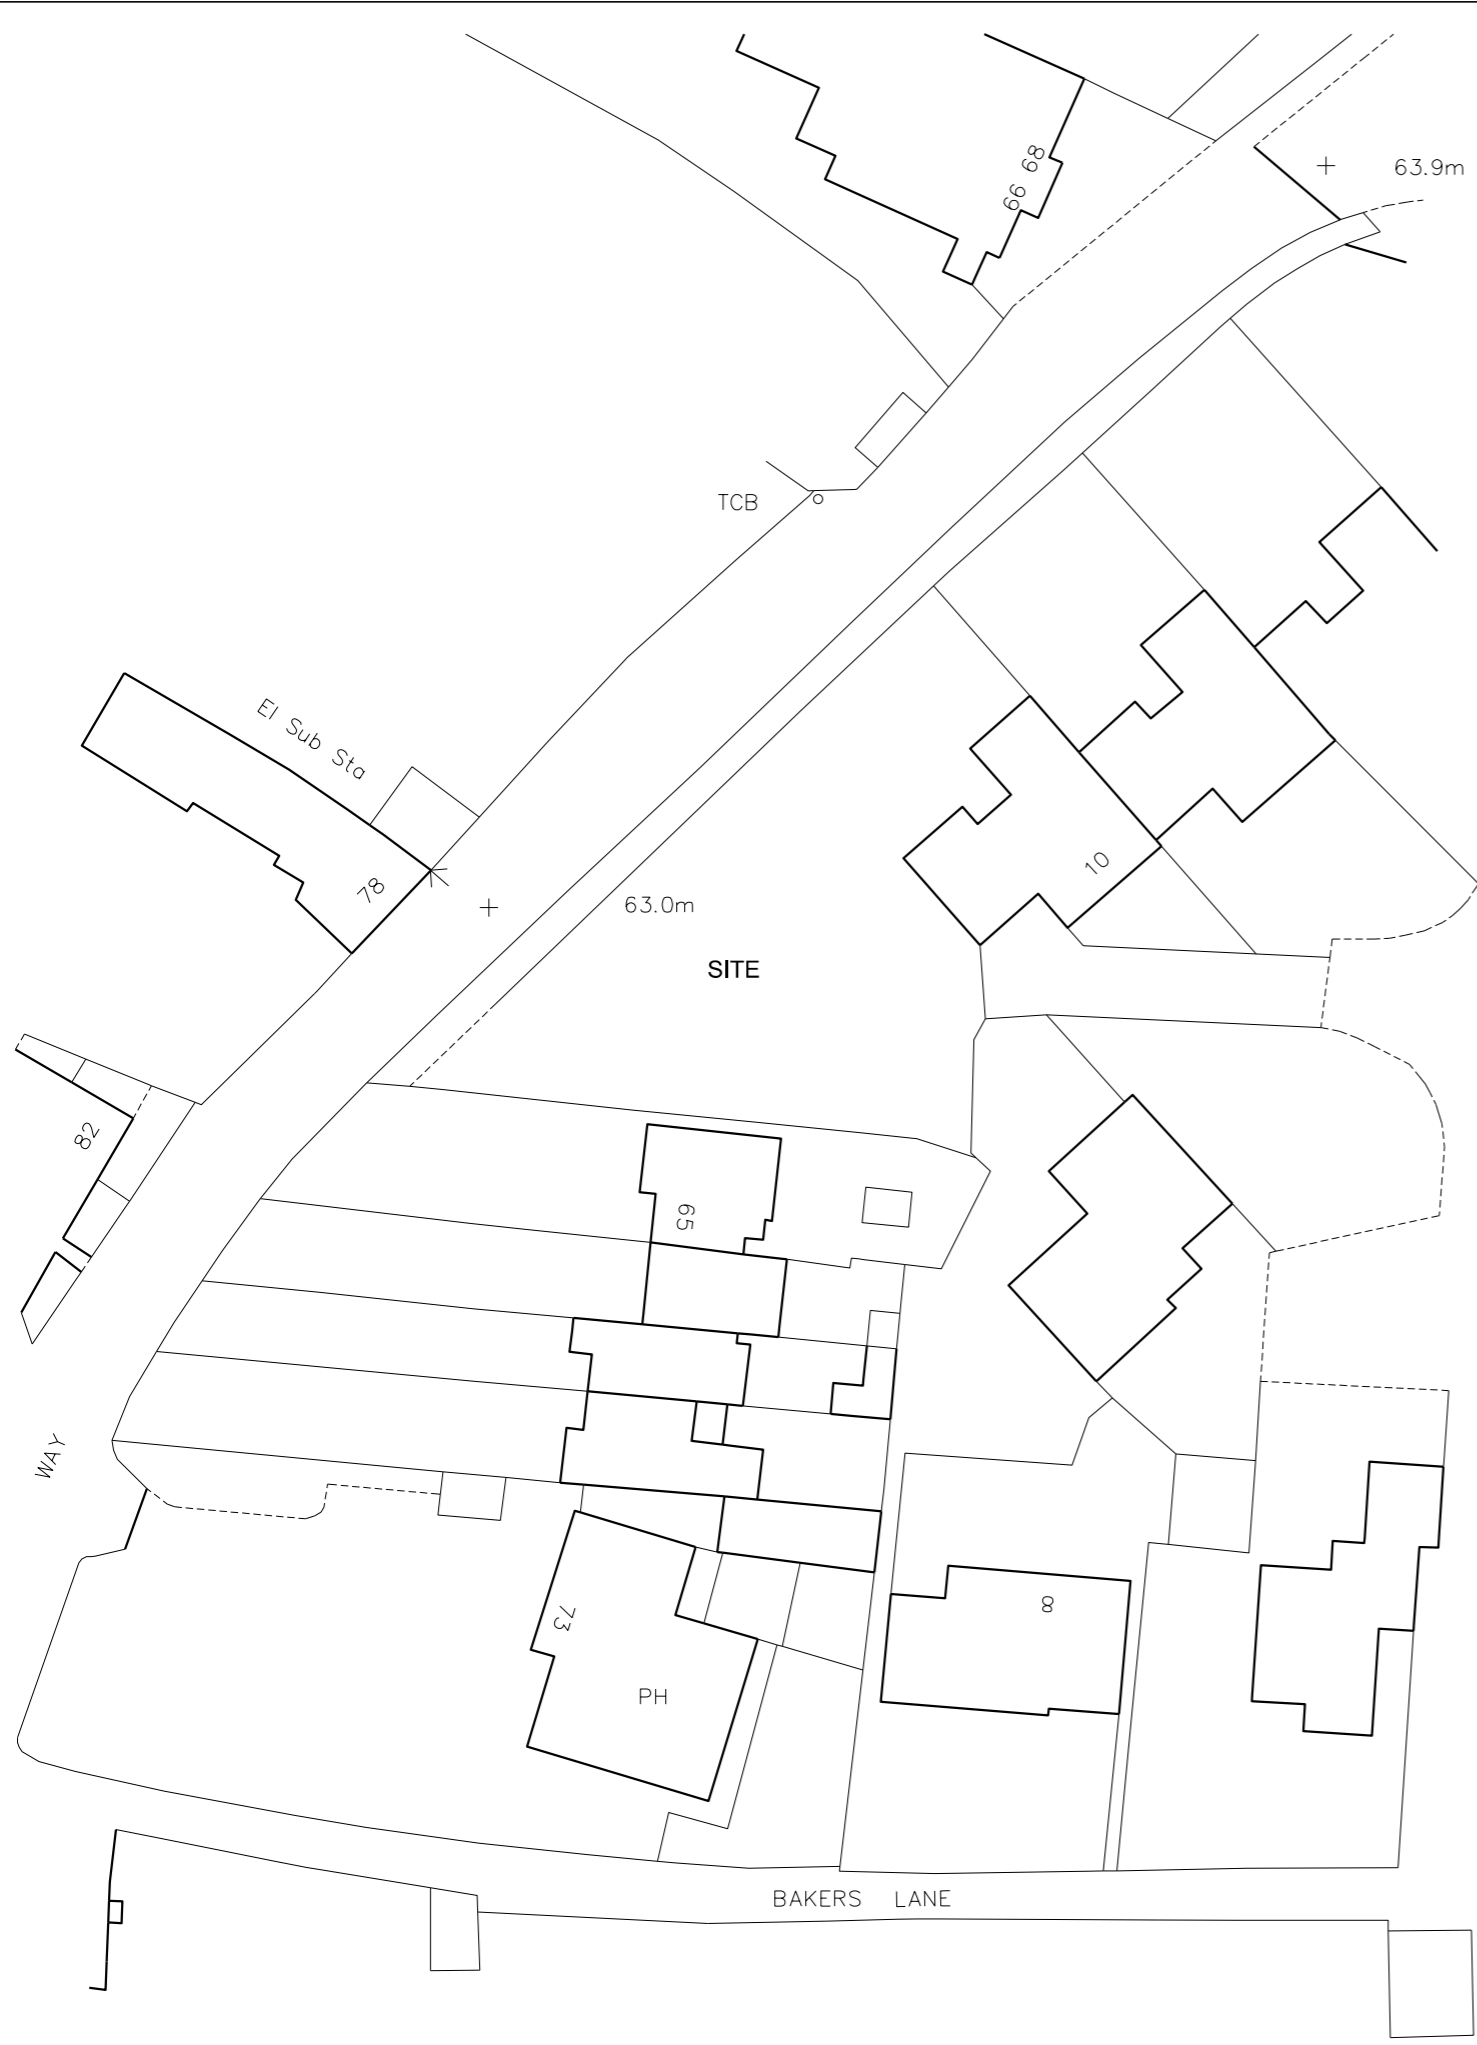 66 68
63.9m
TCB
El Sub Sta
10
78
63.0m
SITE
82
65
WAY
8
73
PH
BAKERS LANE